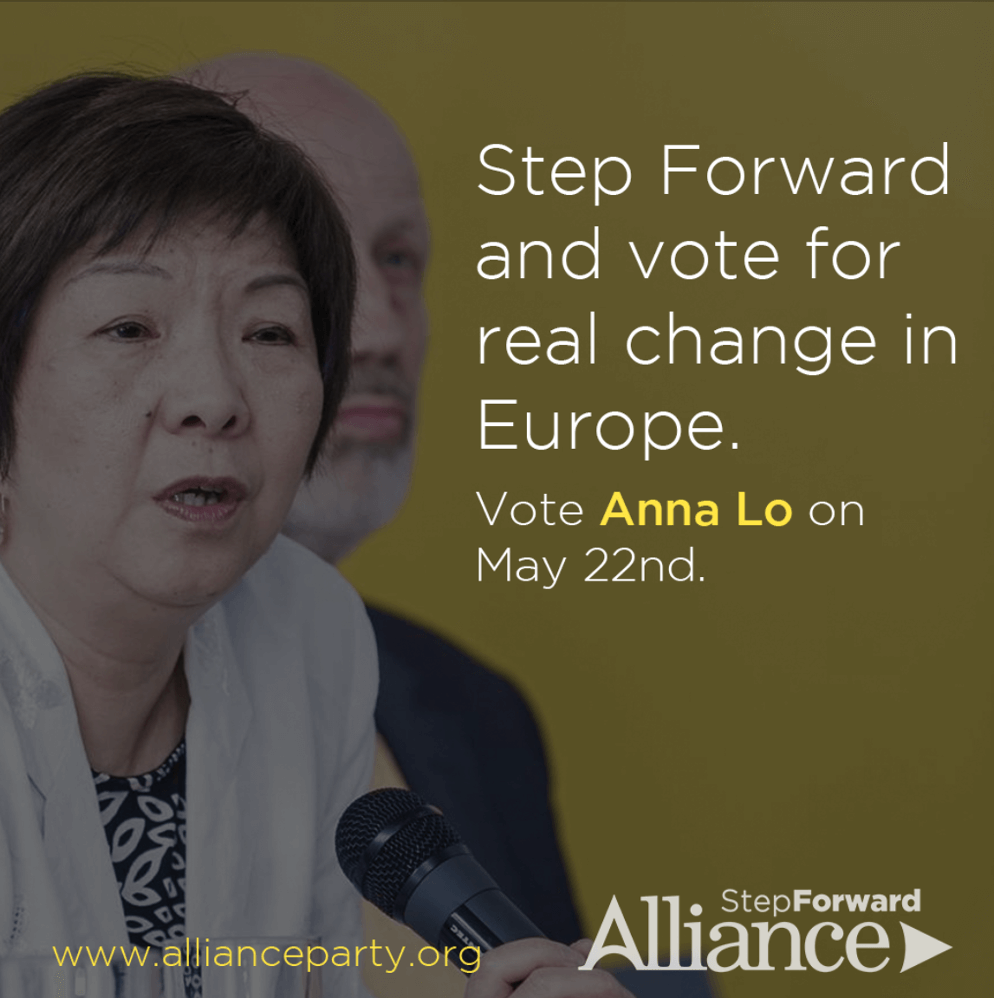 Step Forward
and vote for
real change in
Europe.
Vote Anna Lo on
May 22nd.
StepForward
Alliance
www.allianceparty.org